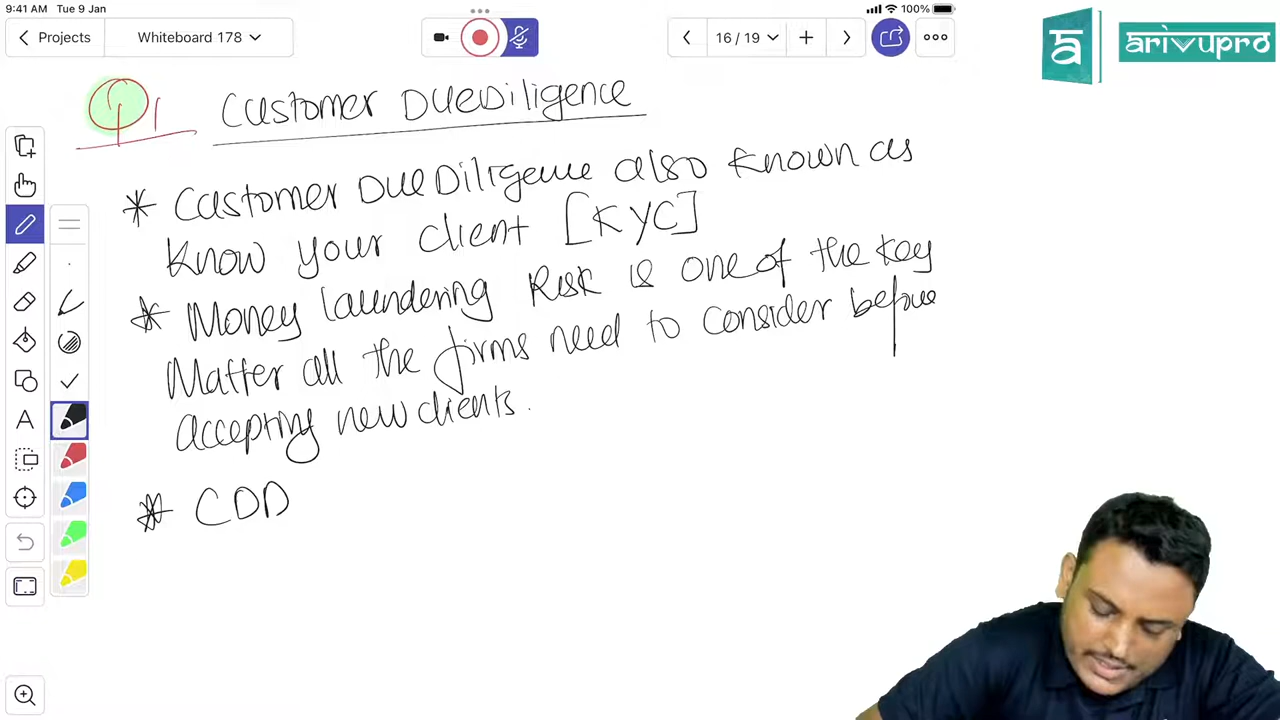 9:41 AM Tue 9 Jan
100%
Projects
Whiteboard 178
16 / 19
a
arivupro
Q1 Customer Due Diligence
* Customer Due Diligence also known as
know your client [KYC]
* Money laundering Risk is one of the key
Matter all the firms need to consider before
accepting new clients.
* CDD
A